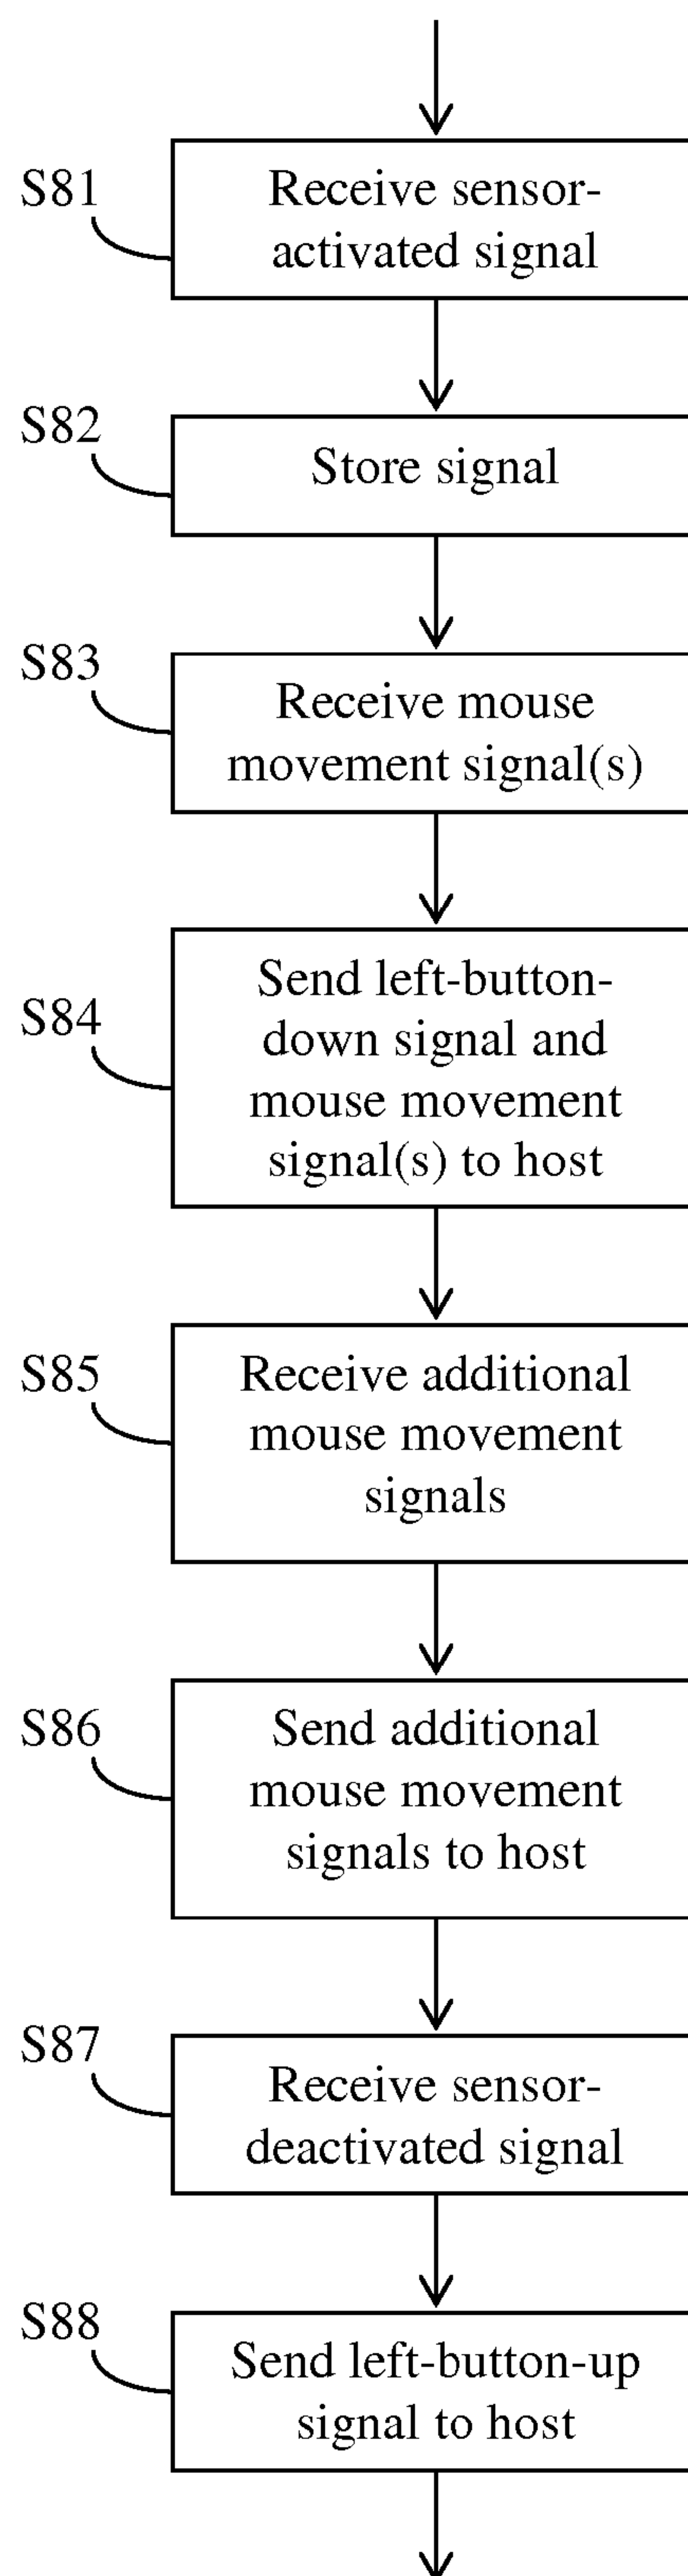 S81
Receive sensor-
activated signal
S82
Store signal
S83
Receive mouse
movement signal(s)
S84
Send left-button-
down signal and
mouse movement
signal(s) to host
S85
Receive additional
mouse movement
signals
S86
Send additional
mouse movement
signals to host
S87
Receive sensor-
deactivated signal
S88
Send left-button-up
signal to host